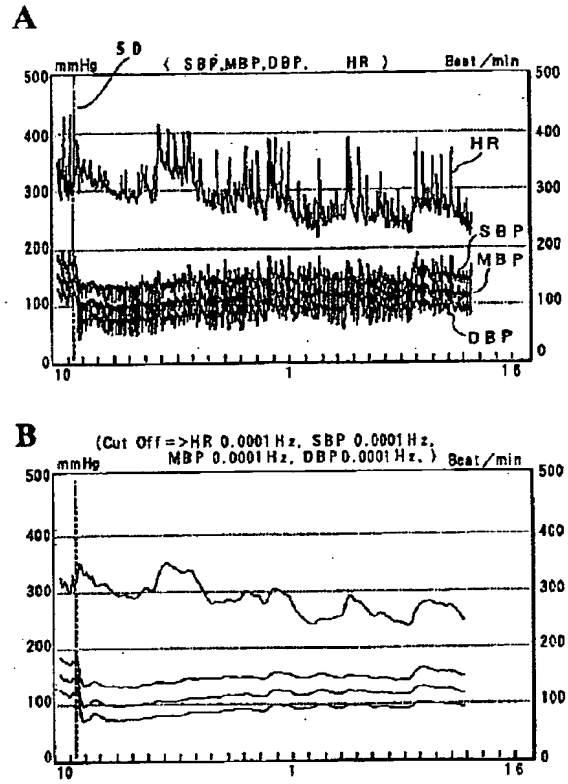 A
SD
mmHg ( SBP,MBP,DBP, HR ) Beat/min
500 500
400 400
HR
300 300
SBP
200 200
MBP
100 100
DBP
0 0
10 1 16
B
(Cut Off=>HR 0.0001Hz, SBP 0.0001Hz,
mmHg MBP 0.0001Hz, DBP 0.0001Hz, ) Beat/min
500 500
400 400
300 300
200 200
100 100
0 0
10 1 16